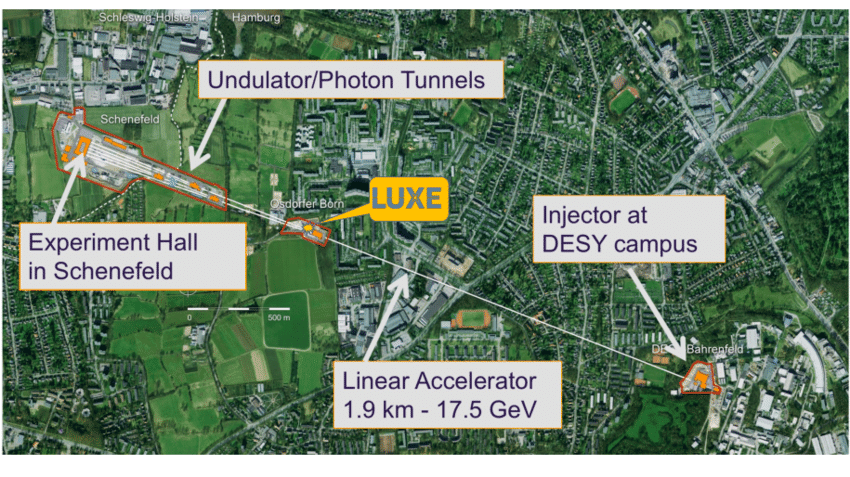 Schleswig-Holstein
Hamburg
Undulator/Photon Tunnels
Schenefeld
Osdorfer Born
LUXE
Experiment Hall
in Schenefeld
Injector at
DESY campus
0
500 m
DESY-Bahrenfeld
Linear Accelerator
1.9 km - 17.5 GeV